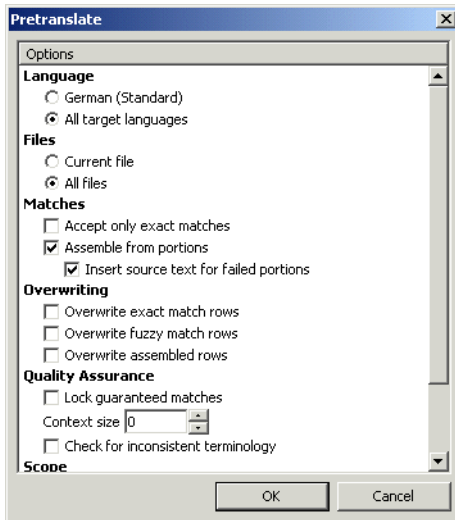 Pretranslate
Options
Language
German (Standard)
All target languages
Files
Current file
All files
Matches
Accept only exact matches
Assemble from portions
Insert source text for failed portions
Overwriting
Overwrite exact match rows
Overwrite fuzzy match rows
Overwrite assembled rows
Quality Assurance
Lock guaranteed matches
Context size 0
Check for inconsistent terminology
Scope
OK Cancel